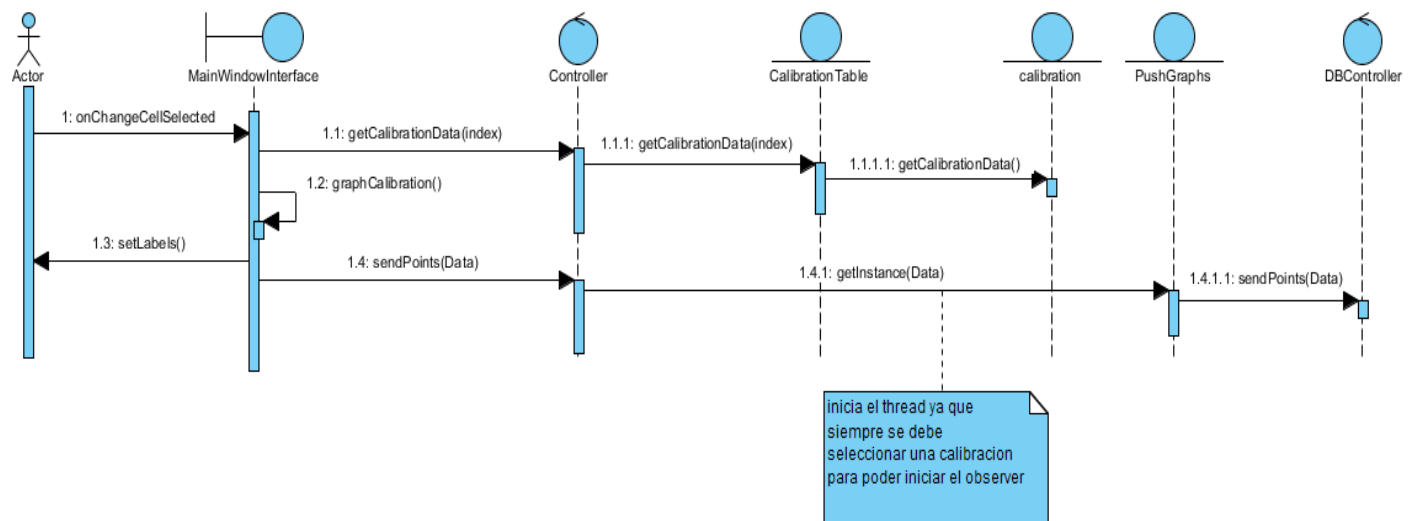 Actor
MainWindowInterface
Controller
CalibrationTable
calibration
PushGraphs
DBController
1: onChangeCellSelected
1.1: getCalibrationData(index)
1.1.1: getCalibrationData(index)
1.1.1.1: getCalibrationData()
1.2: graphCalibration()
1.3: setLabels()
1.4: sendPoints(Data)
1.4.1: getInstance(Data)
1.4.1.1: sendPoints(Data)
inicia el thread ya que
siempre se debe
seleccionar una calibracion
para poder iniciar el observer